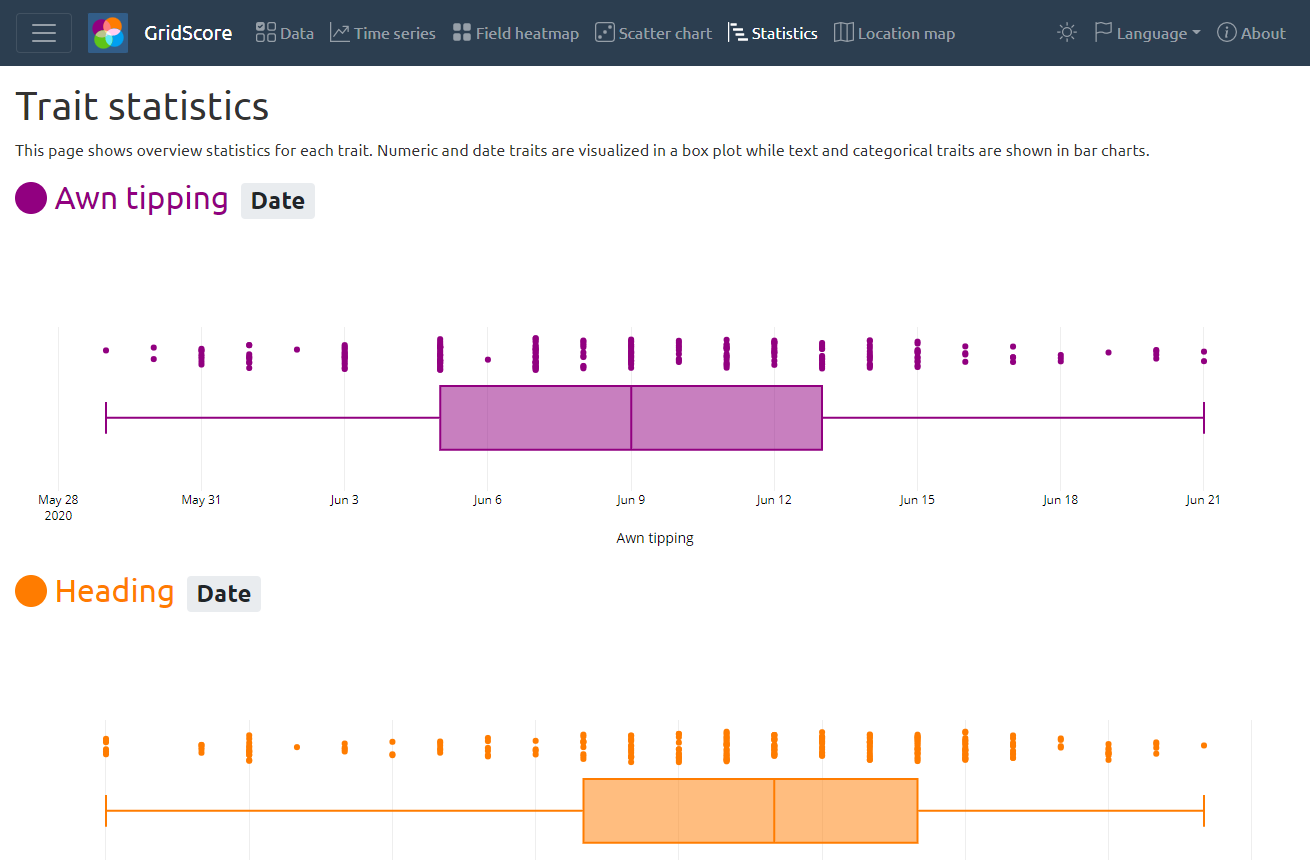 GridScore Data Time series Field heatmap Scatter chart Statistics Location map Language About
Trait statistics
This page shows overview statistics for each trait. Numeric and date traits are visualized in a box plot while text and categorical traits are shown in bar charts.
Awn tipping Date
May 28 May 31 Jun 3 Jun 6 Jun 9 Jun 12 Jun 15 Jun 18 Jun 21
2020
Awn tipping
Heading Date